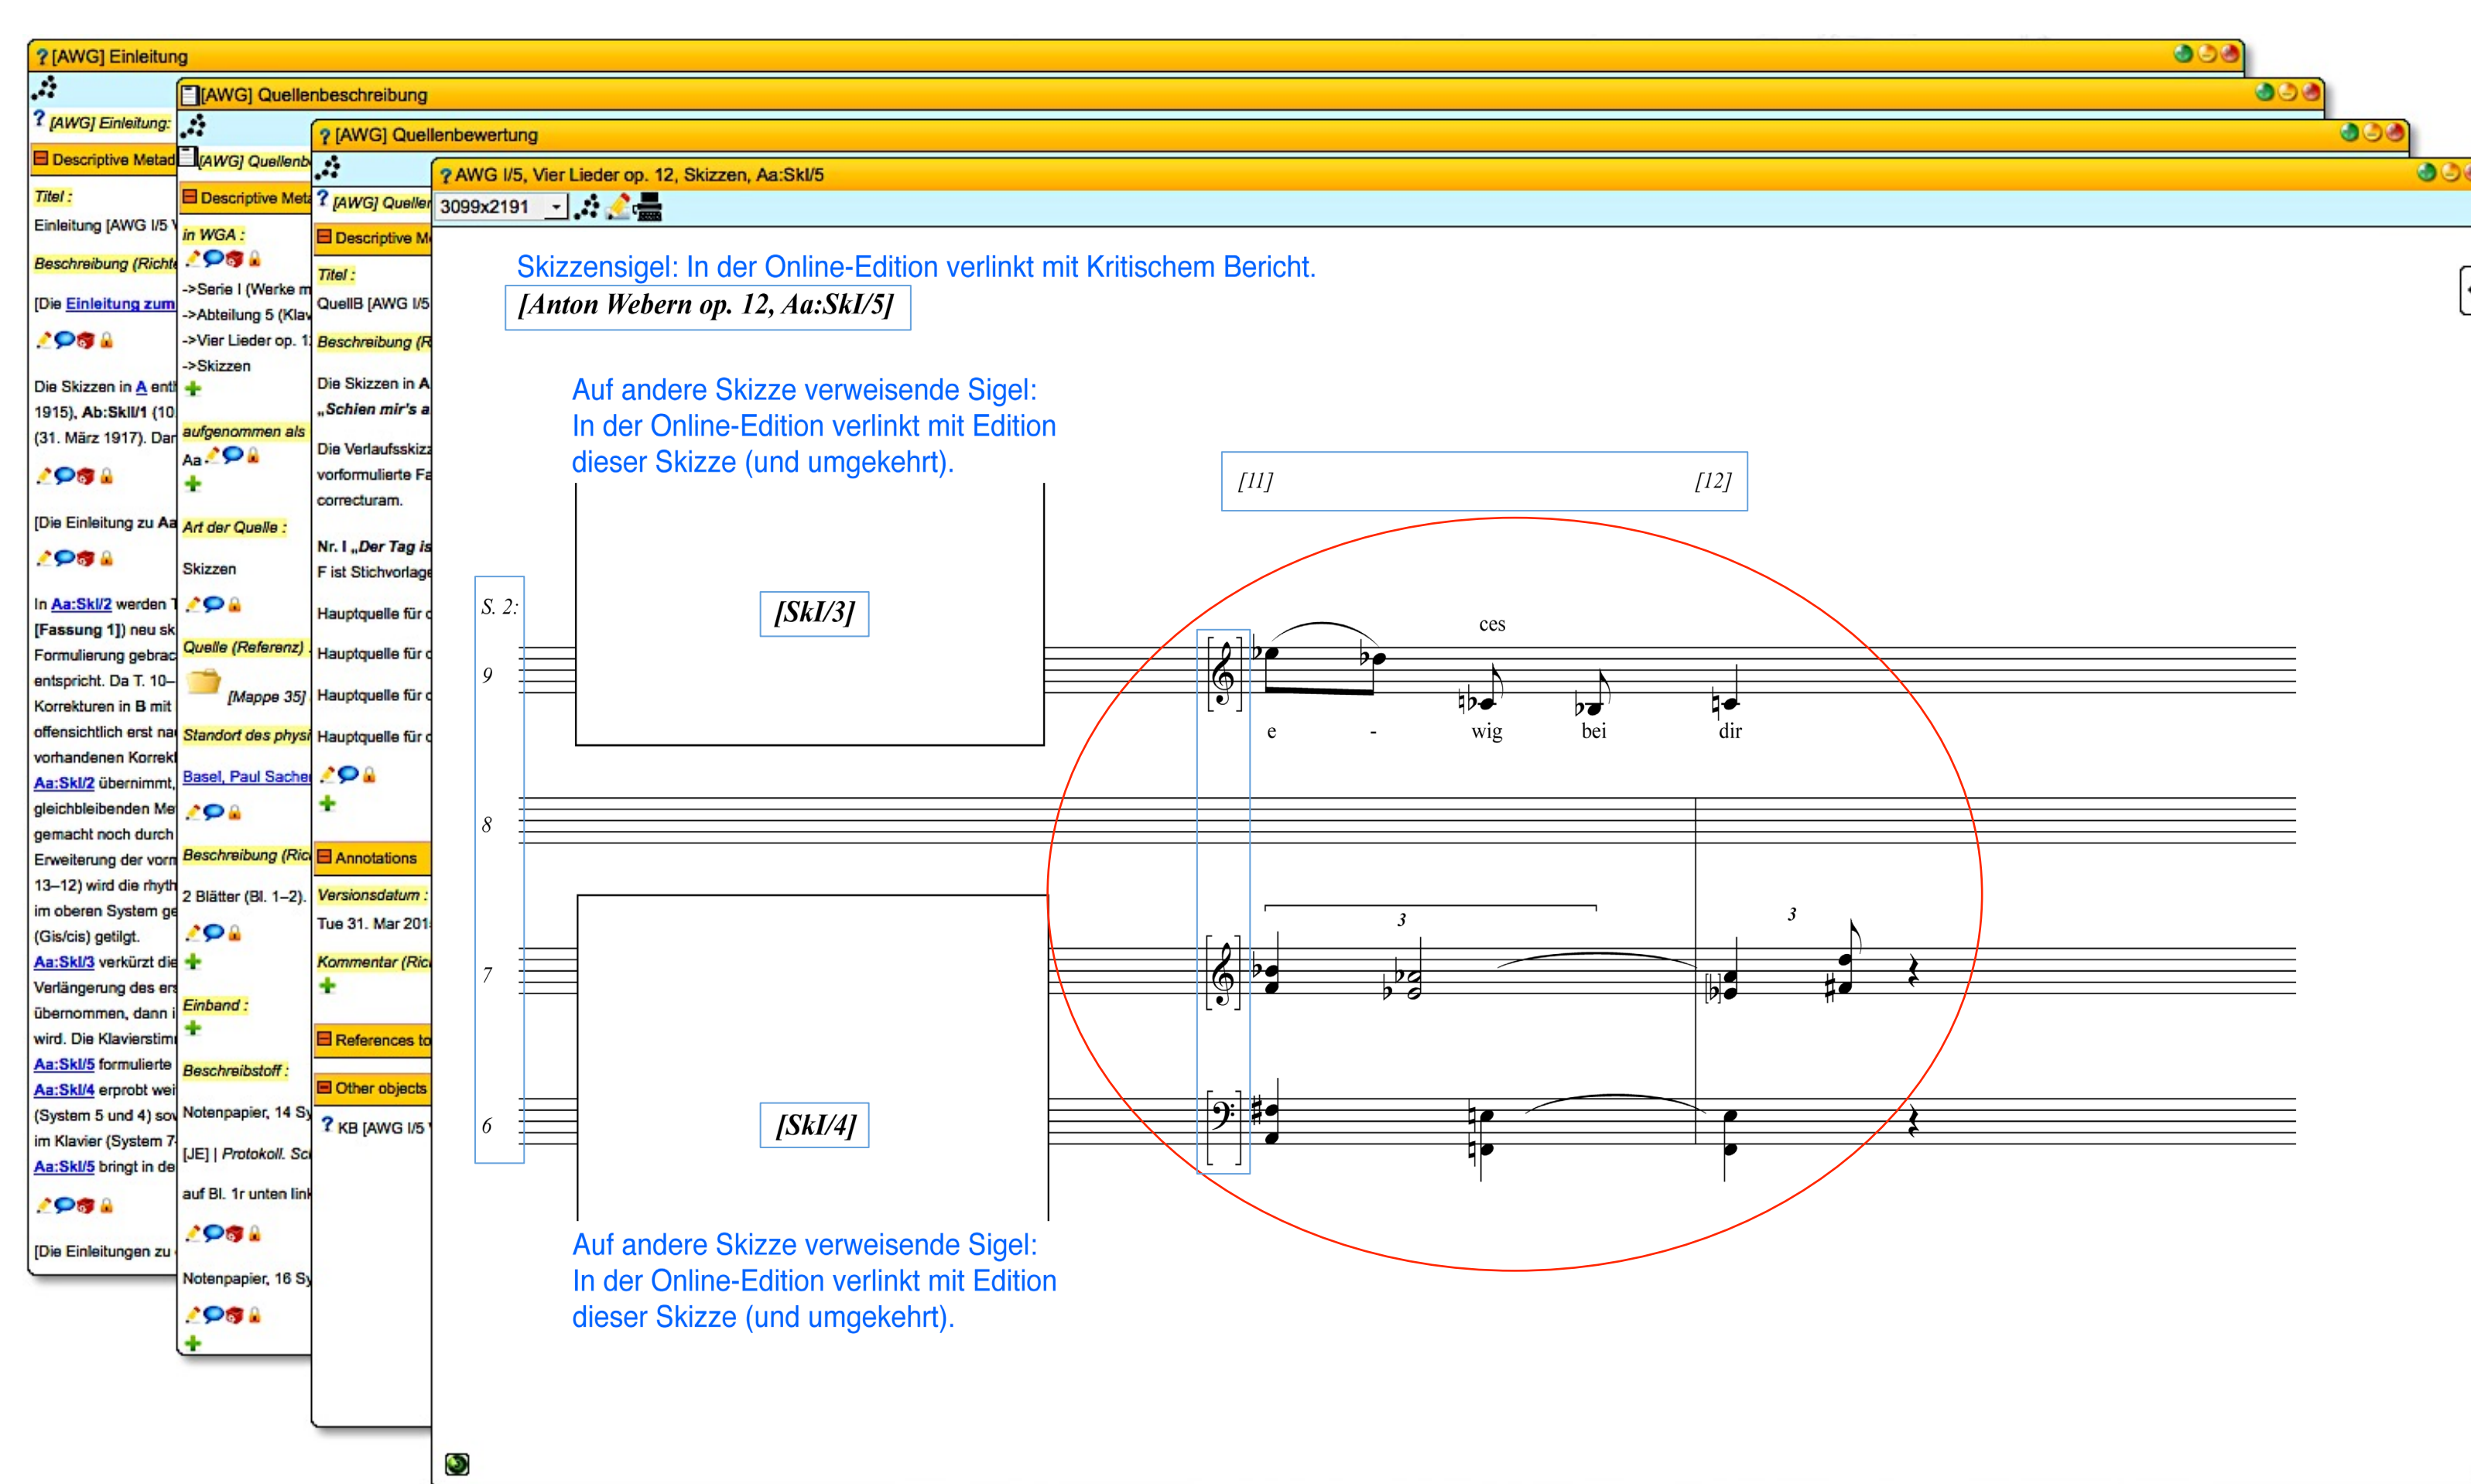 ? [AWG] Einleitung
? [AWG] Einleitung:
Descriptive Metad
Titel :
Einleitung [AWG I/5
Beschreibung (Richt
[Die Einleitung zum
Die Skizzen in A
1915), Ab:SkII/1 (10
(31. März 1917). Dar
[Die Einleitung zu Aa
In Aa:SkI/2 werden
[Fassung 1]) neu sk
Formulierung gebrac
entspricht. Da T. 10–
Korrekturen in B mit
offensichtlich erst na
vorhandenen Korrekt
Aa:SkI/2 übernimmt,
gleichbleibenden Me
gemacht noch durch
Erweiterung der vorn
13–12) wird die rhyth
im oberen System ge
(Gis/cis) getilgt.
Aa:SkI/3 verkürzt die
Verlängerung des ers
übernommen, dann i
wird. Die Klavierstim
Aa:SkI/5 formulierte
Aa:SkI/4 erprobt wei
(System 5 und 4) sow
im Klavier (System 7-
Aa:SkI/5 bringt in de
[Die Einleitungen zu
[AWG] Quellenbeschreibung
[AWG] Quellenb
Descriptive Meta
in WGA :
->Serie I (Werke m
->Abteilung 5 (Klav
->Vier Lieder op. 1
->Skizzen
aufgenommen als
Aa
Art der Quelle :
Skizzen
Quelle (Referenz) :
[Mappe 35]
Standort des physi
Basel, Paul Sacher
Beschreibung (Ric
2 Blätter (Bl. 1–2).
Einband :
Beschreibstoff :
Notenpapier, 14 Sy
[JE] | Protokoll. Sc
auf Bl. 1r unten link
Notenpapier, 16 Sy
? [AWG] Quellenbewertung
? [AWG] Queller
Descriptive M
Titel :
QuellB [AWG I/5
Beschreibung (R
Die Skizzen in A
„Schien mir's a
Die Verlaufsskizz
vorformulierte Fa
correcturam.
Nr. I „Der Tag is
F ist Stichvorlage
Hauptquelle für d
Hauptquelle für d
Hauptquelle für d
Hauptquelle für d
Annotations
Versionsdatum :
Tue 31. Mar 201
Kommentar (Ric
References to
Other objects
? KB [AWG I/5
? AWG I/5, Vier Lieder op. 12, Skizzen, Aa:SkI/5
3099x2191
Skizzensigel: In der Online-Edition verlinkt mit Kritischem Bericht.
[Anton Webern op. 12, Aa:SkI/5]
Auf andere Skizze verweisende Sigel:
In der Online-Edition verlinkt mit Edition
dieser Skizze (und umgekehrt).
[11] [12]
S. 2:
[SkI/3]
ces
9
e - wig bei dir
8
3 3
7
[SkI/4]
6
Auf andere Skizze verweisende Sigel:
In der Online-Edition verlinkt mit Edition
dieser Skizze (und umgekehrt).